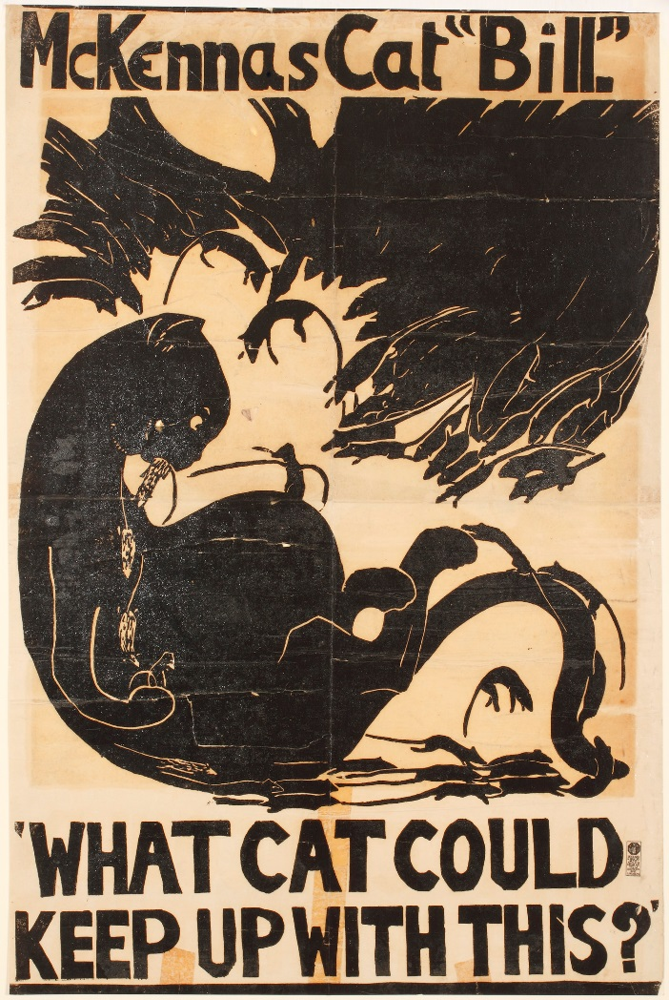 McKennas Cat “Bill.”
'WHAT CAT COULD
KEEP UP WITH THIS?'